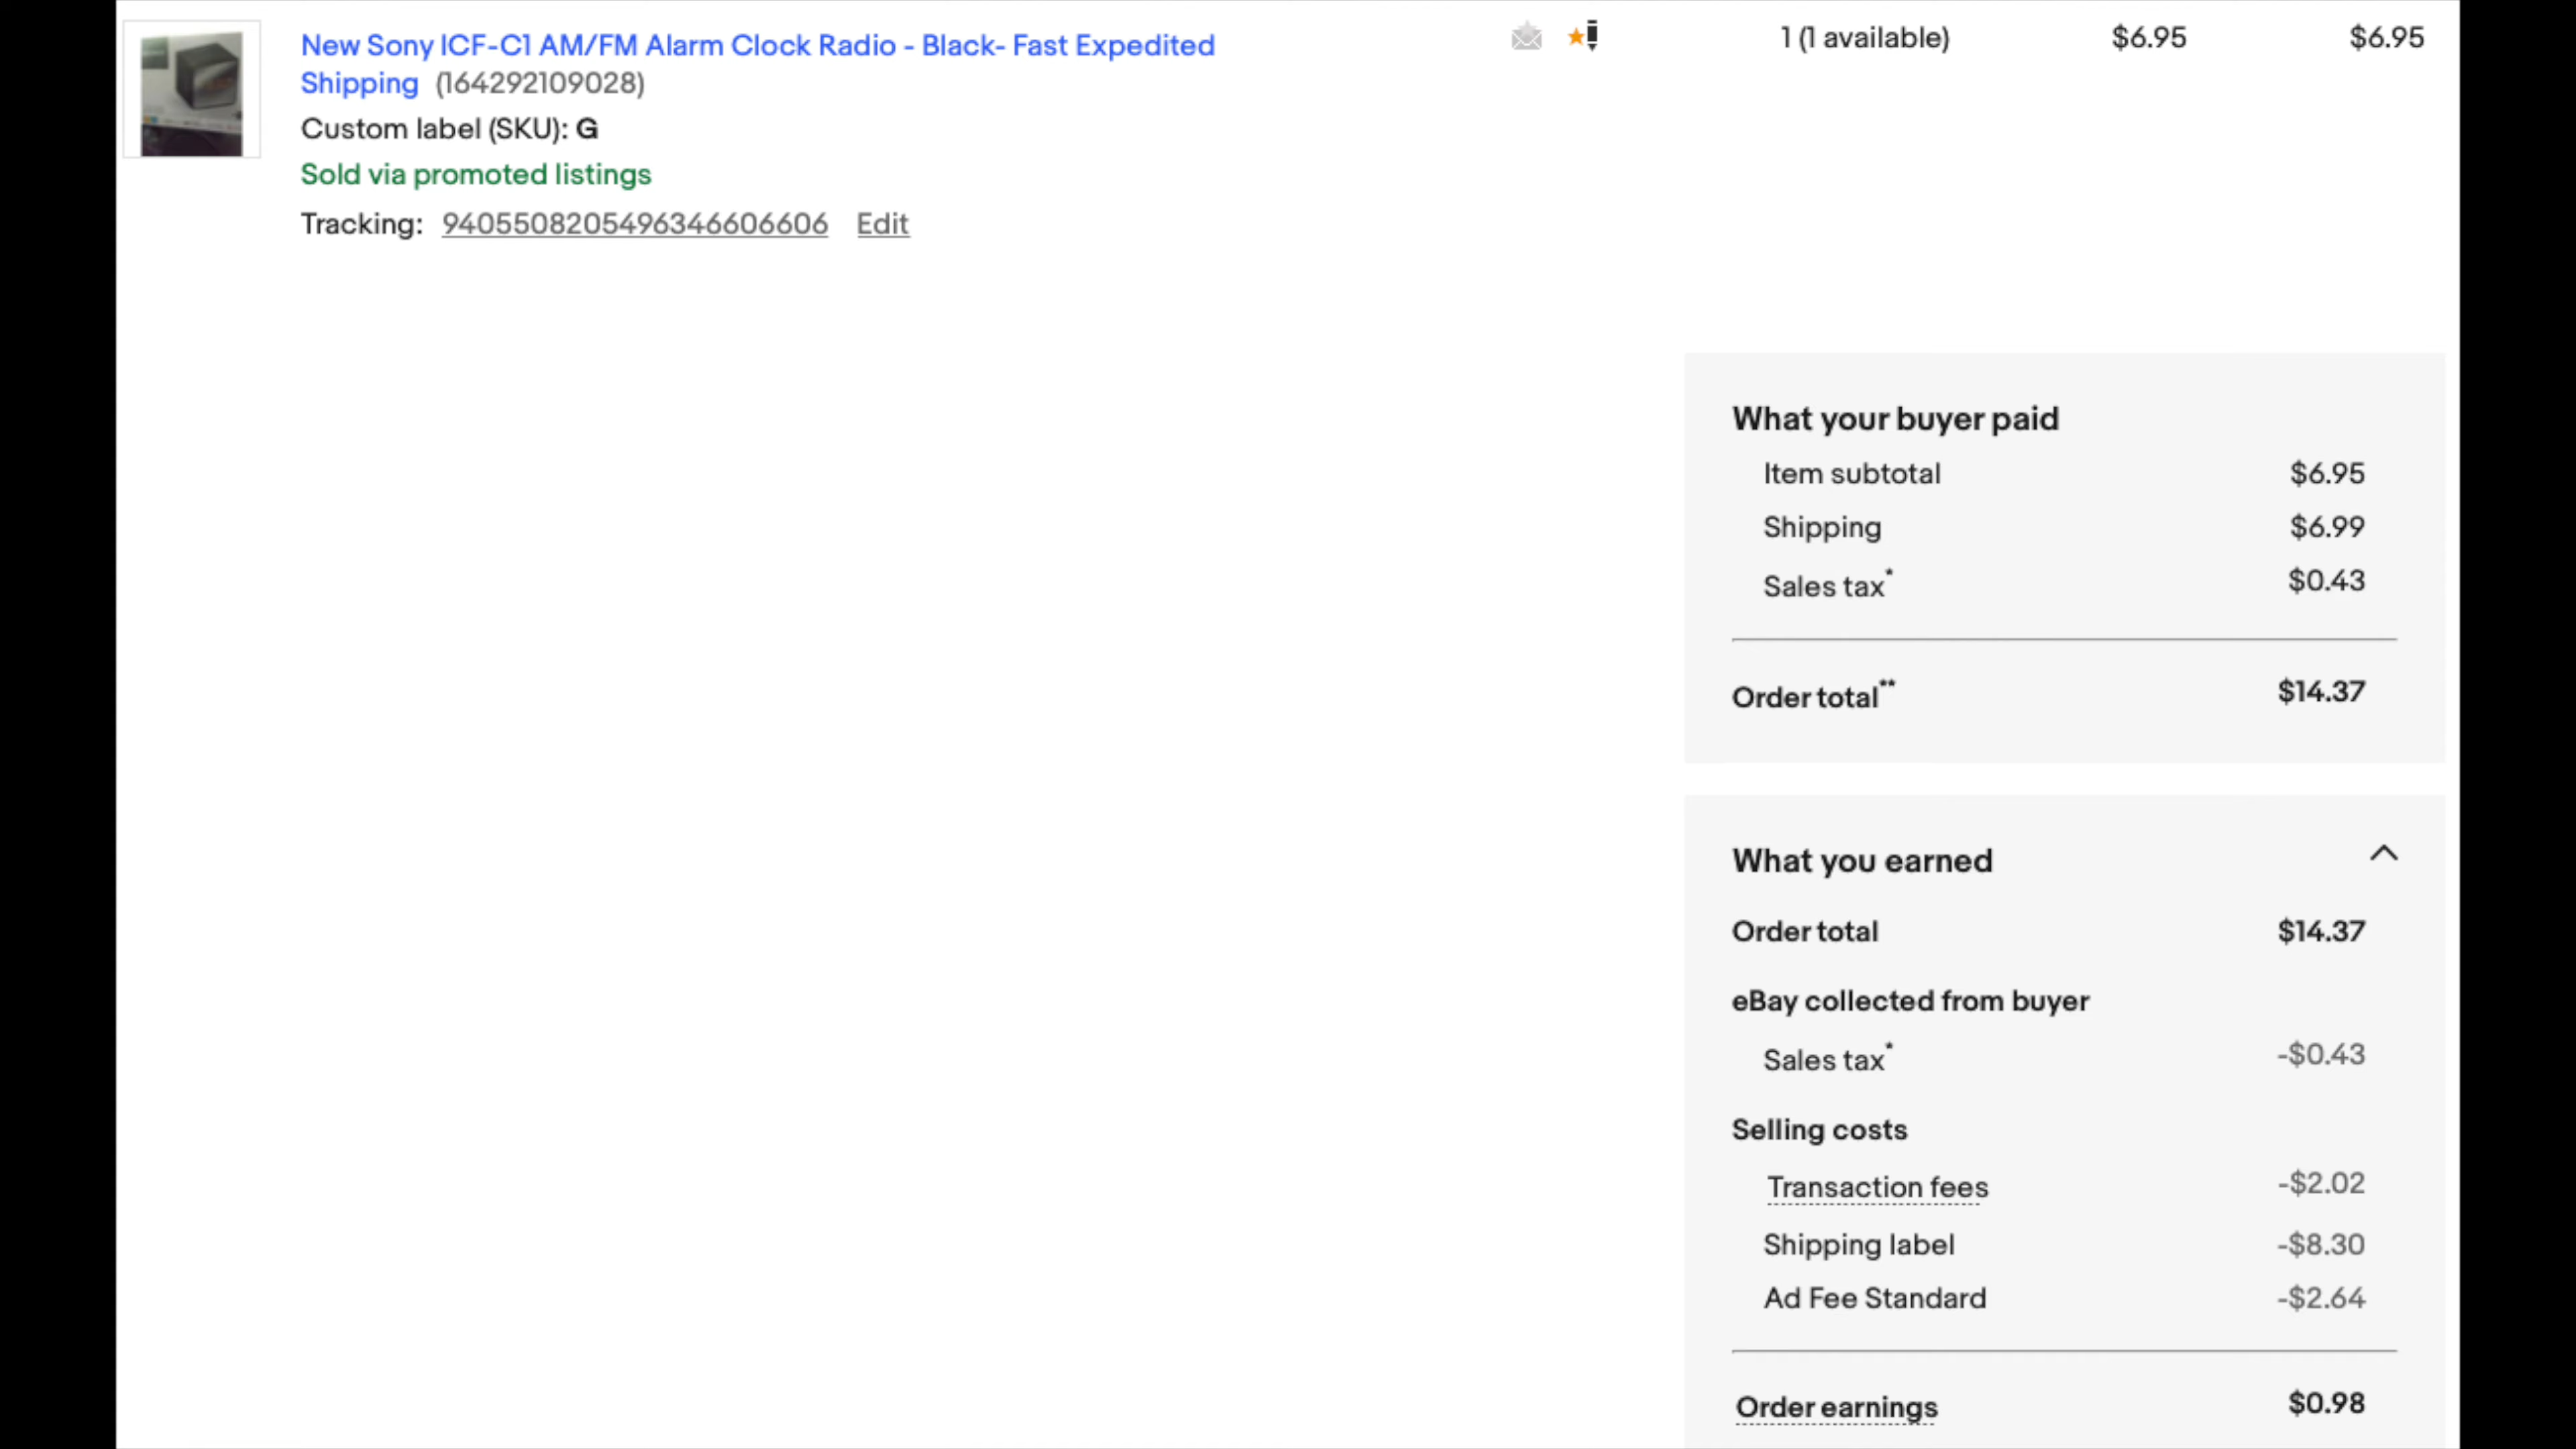 New Sony ICF-C1 AM/FM Alarm Clock Radio - Black- Fast Expedited
Shipping (164292109028)
Custom label (SKU): G
Sold via promoted listings
Tracking: 9405508205496346606606 Edit
1 (1 available) $6.95 $6.95
What your buyer paid
Item subtotal $6.95
Shipping $6.99
Sales tax* $0.43
Order total** $14.37
What you earned
Order total $14.37
eBay collected from buyer
Sales tax* -$0.43
Selling costs
Transaction fees -$2.02
Shipping label -$8.30
Ad Fee Standard -$2.64
Order earnings $0.98